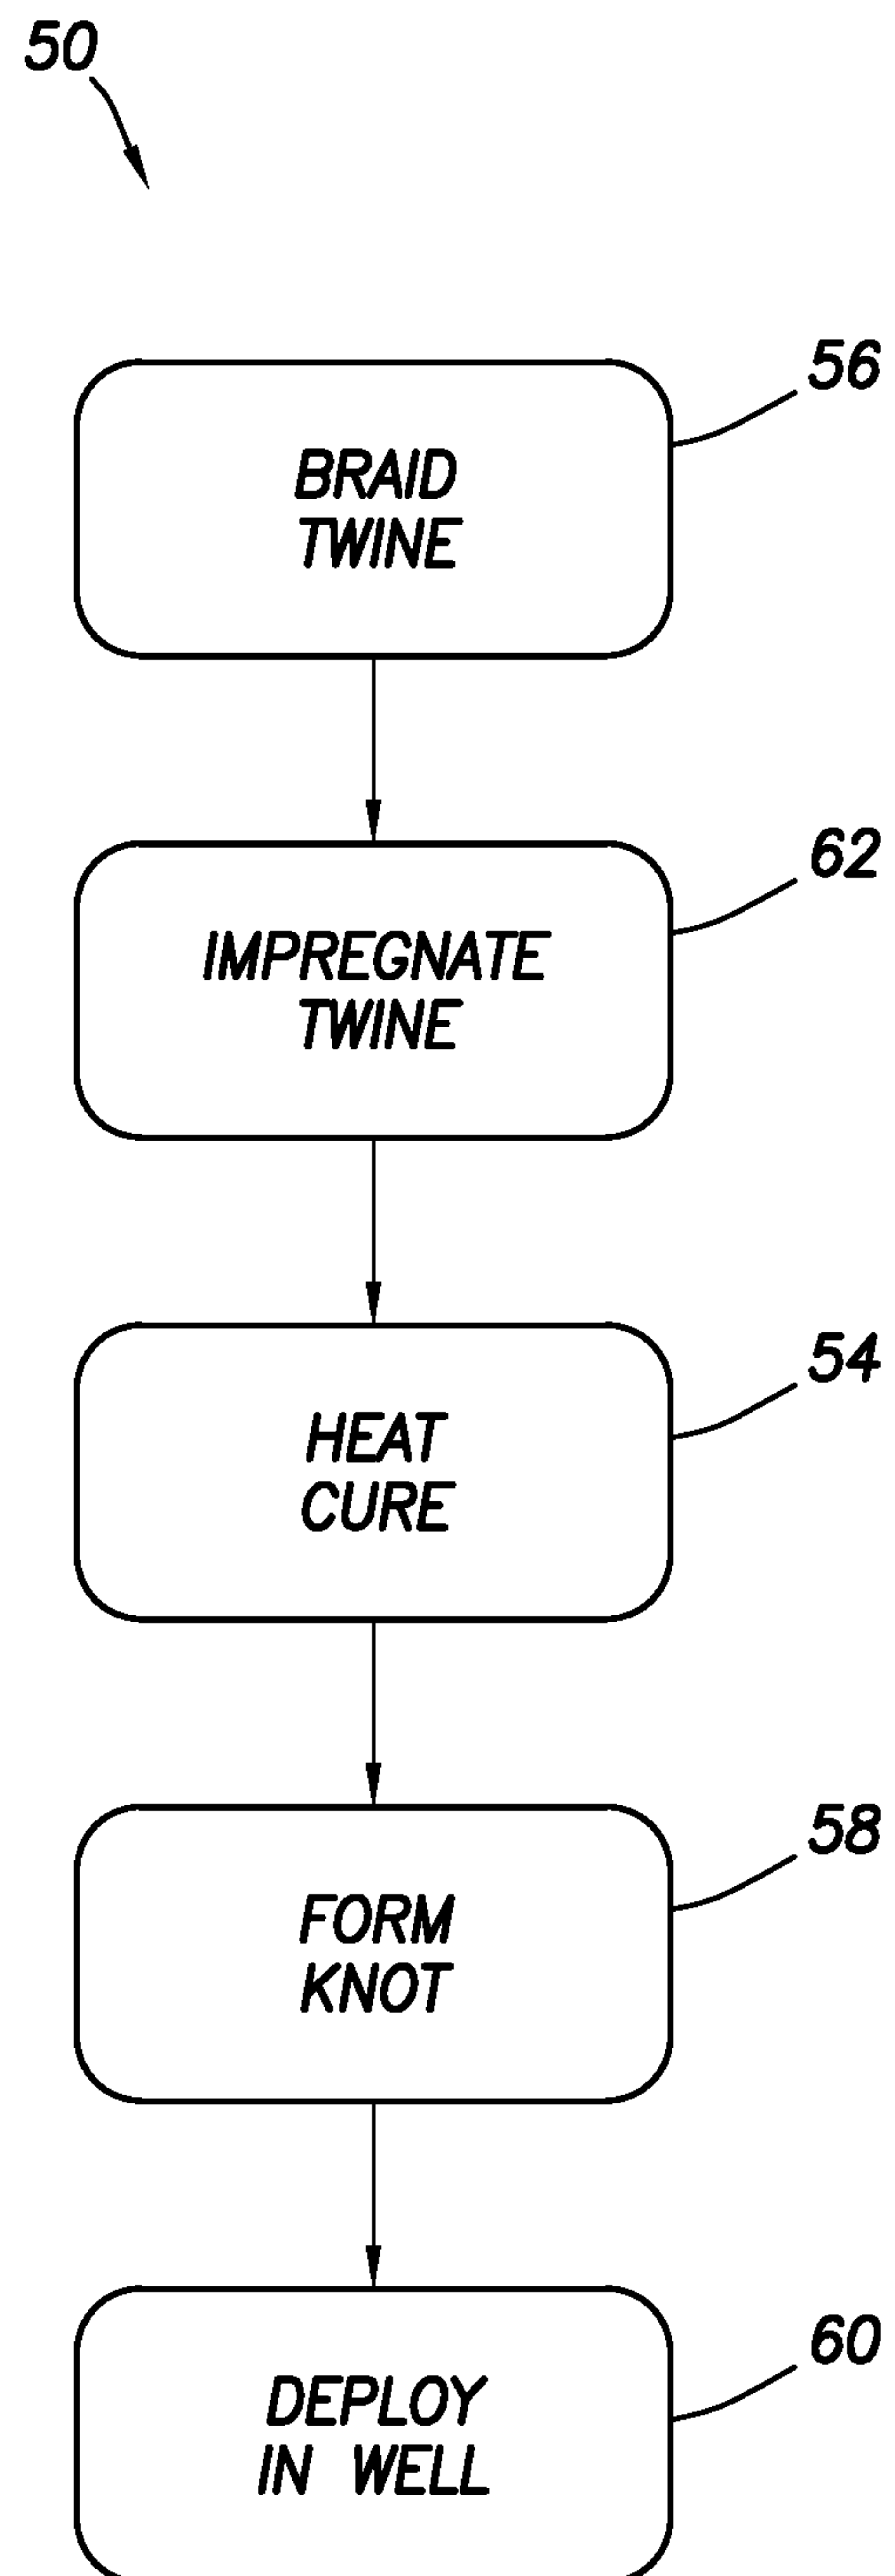 50
56
BRAID
TWINE
62
IMPREGNATE
TWINE
54
HEAT
CURE
58
FORM
KNOT
60
DEPLOY
IN WELL